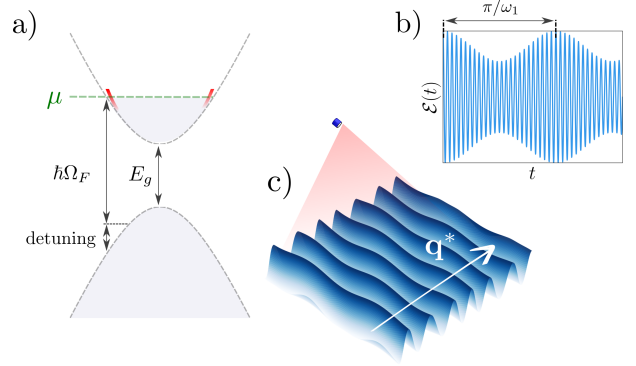 a)
μ
ħΩ_F
E_g
detuning
b)
π/ω₁
ℰ(t)
t
c)
q*